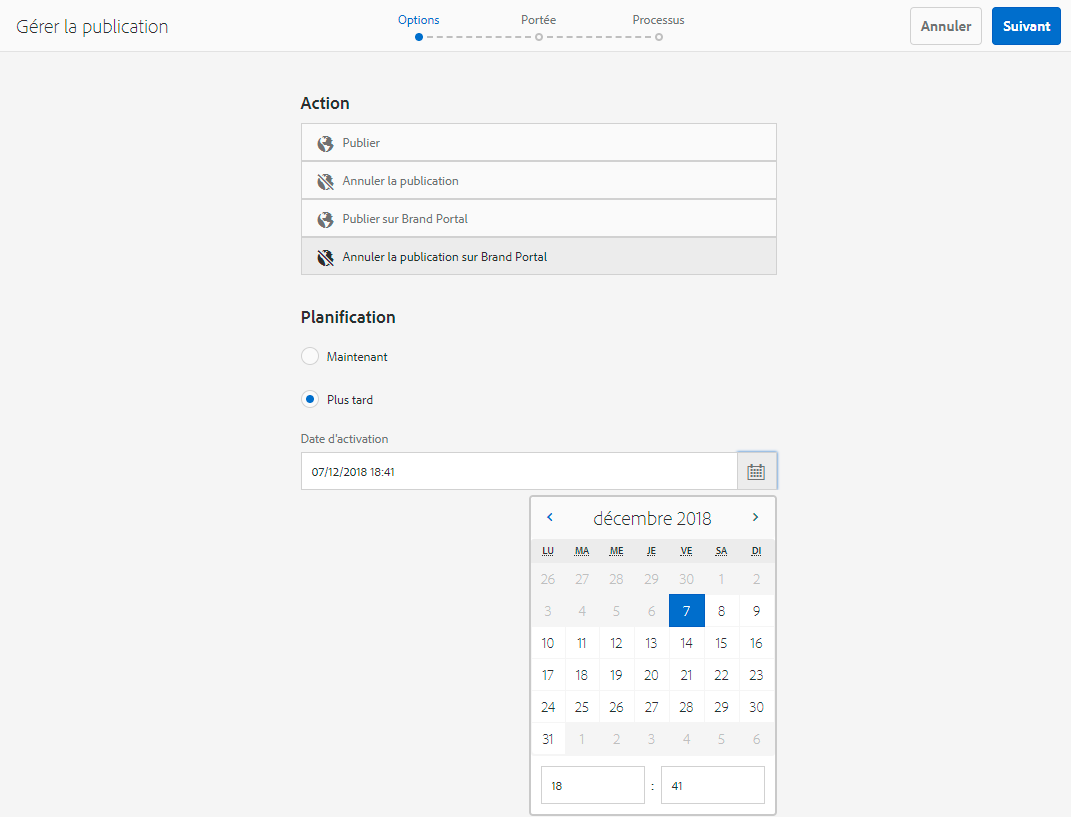 Gérer la publication
Options Portée Processus
Annuler Suivant
Action
Publier
Annuler la publication
Publier sur Brand Portal
Annuler la publication sur Brand Portal
Planification
Maintenant
Plus tard
Date d'activation
07/12/2018 18:41
décembre 2018
LU MA ME JE VE SA DI
26 27 28 29 30 1 2
3 4 5 6 7 8 9
10 11 12 13 14 15 16
17 18 19 20 21 22 23
24 25 26 27 28 29 30
31 1 2 3 4 5 6
18 : 41